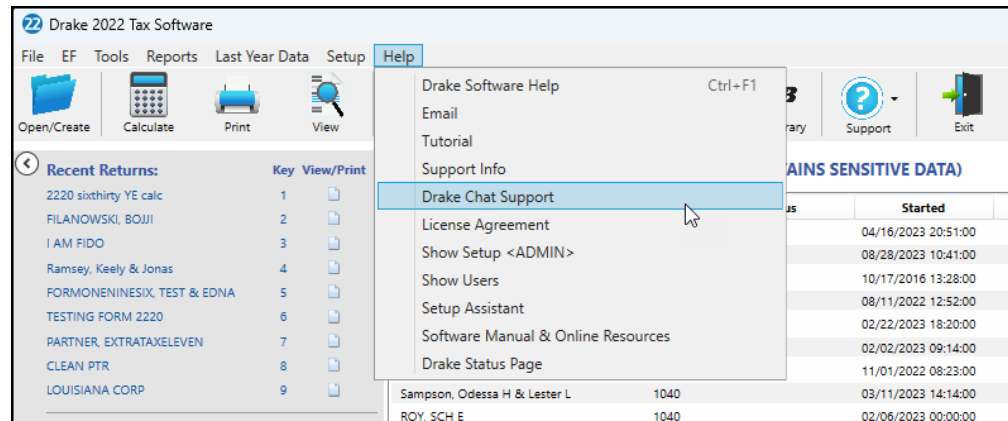 22 Drake 2022 Tax Software
File EF Tools Reports Last Year Data Setup Help
Open/Create Calculate Print View Support Exit
Drake Software Help Ctrl+F1
Email
Tutorial
Support Info
Drake Chat Support
License Agreement
Show Setup <ADMIN>
Show Users
Setup Assistant
Software Manual & Online Resources
Drake Status Page
Recent Returns: Key View/Print
2220 sixthirty YE calc 1
FILANOWSKI, BOJJI 2
I AM FIDO 3
Ramsey, Keely & Jonas 4
FORMONENINESIX, TEST & EDNA 5
TESTING FORM 2220 6
PARTNER, EXTRATAXELEVEN 7
CLEAN PTR 8
LOUISIANA CORP 9
AINS SENSITIVE DATA)
us Started
04/16/2023 20:51:00
08/28/2023 10:41:00
10/17/2016 13:28:00
08/11/2022 12:52:00
02/22/2023 18:20:00
02/02/2023 09:14:00
11/01/2022 08:23:00
Sampson, Odessa H & Lester L 1040 03/11/2023 14:14:00
ROY, SCH E 1040 02/06/2023 00:00:00